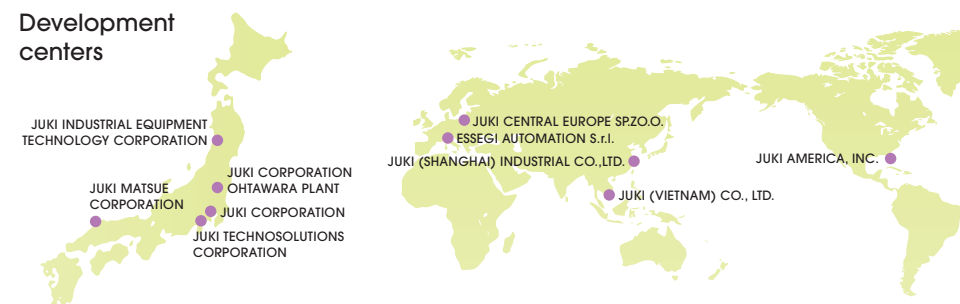 Development
centers
JUKI INDUSTRIAL EQUIPMENT
TECHNOLOGY CORPORATION
JUKI CORPORATION
OHTAWARA PLANT
JUKI MATSUE
CORPORATION
JUKI CORPORATION
JUKI TECHNOSOLUTIONS
CORPORATION
JUKI CENTRAL EUROPE SP.ZO.O.
ESSEGI AUTOMATION S.r.l.
JUKI (SHANGHAI) INDUSTRIAL CO.,LTD.
JUKI (VIETNAM) CO., LTD.
JUKI AMERICA, INC.